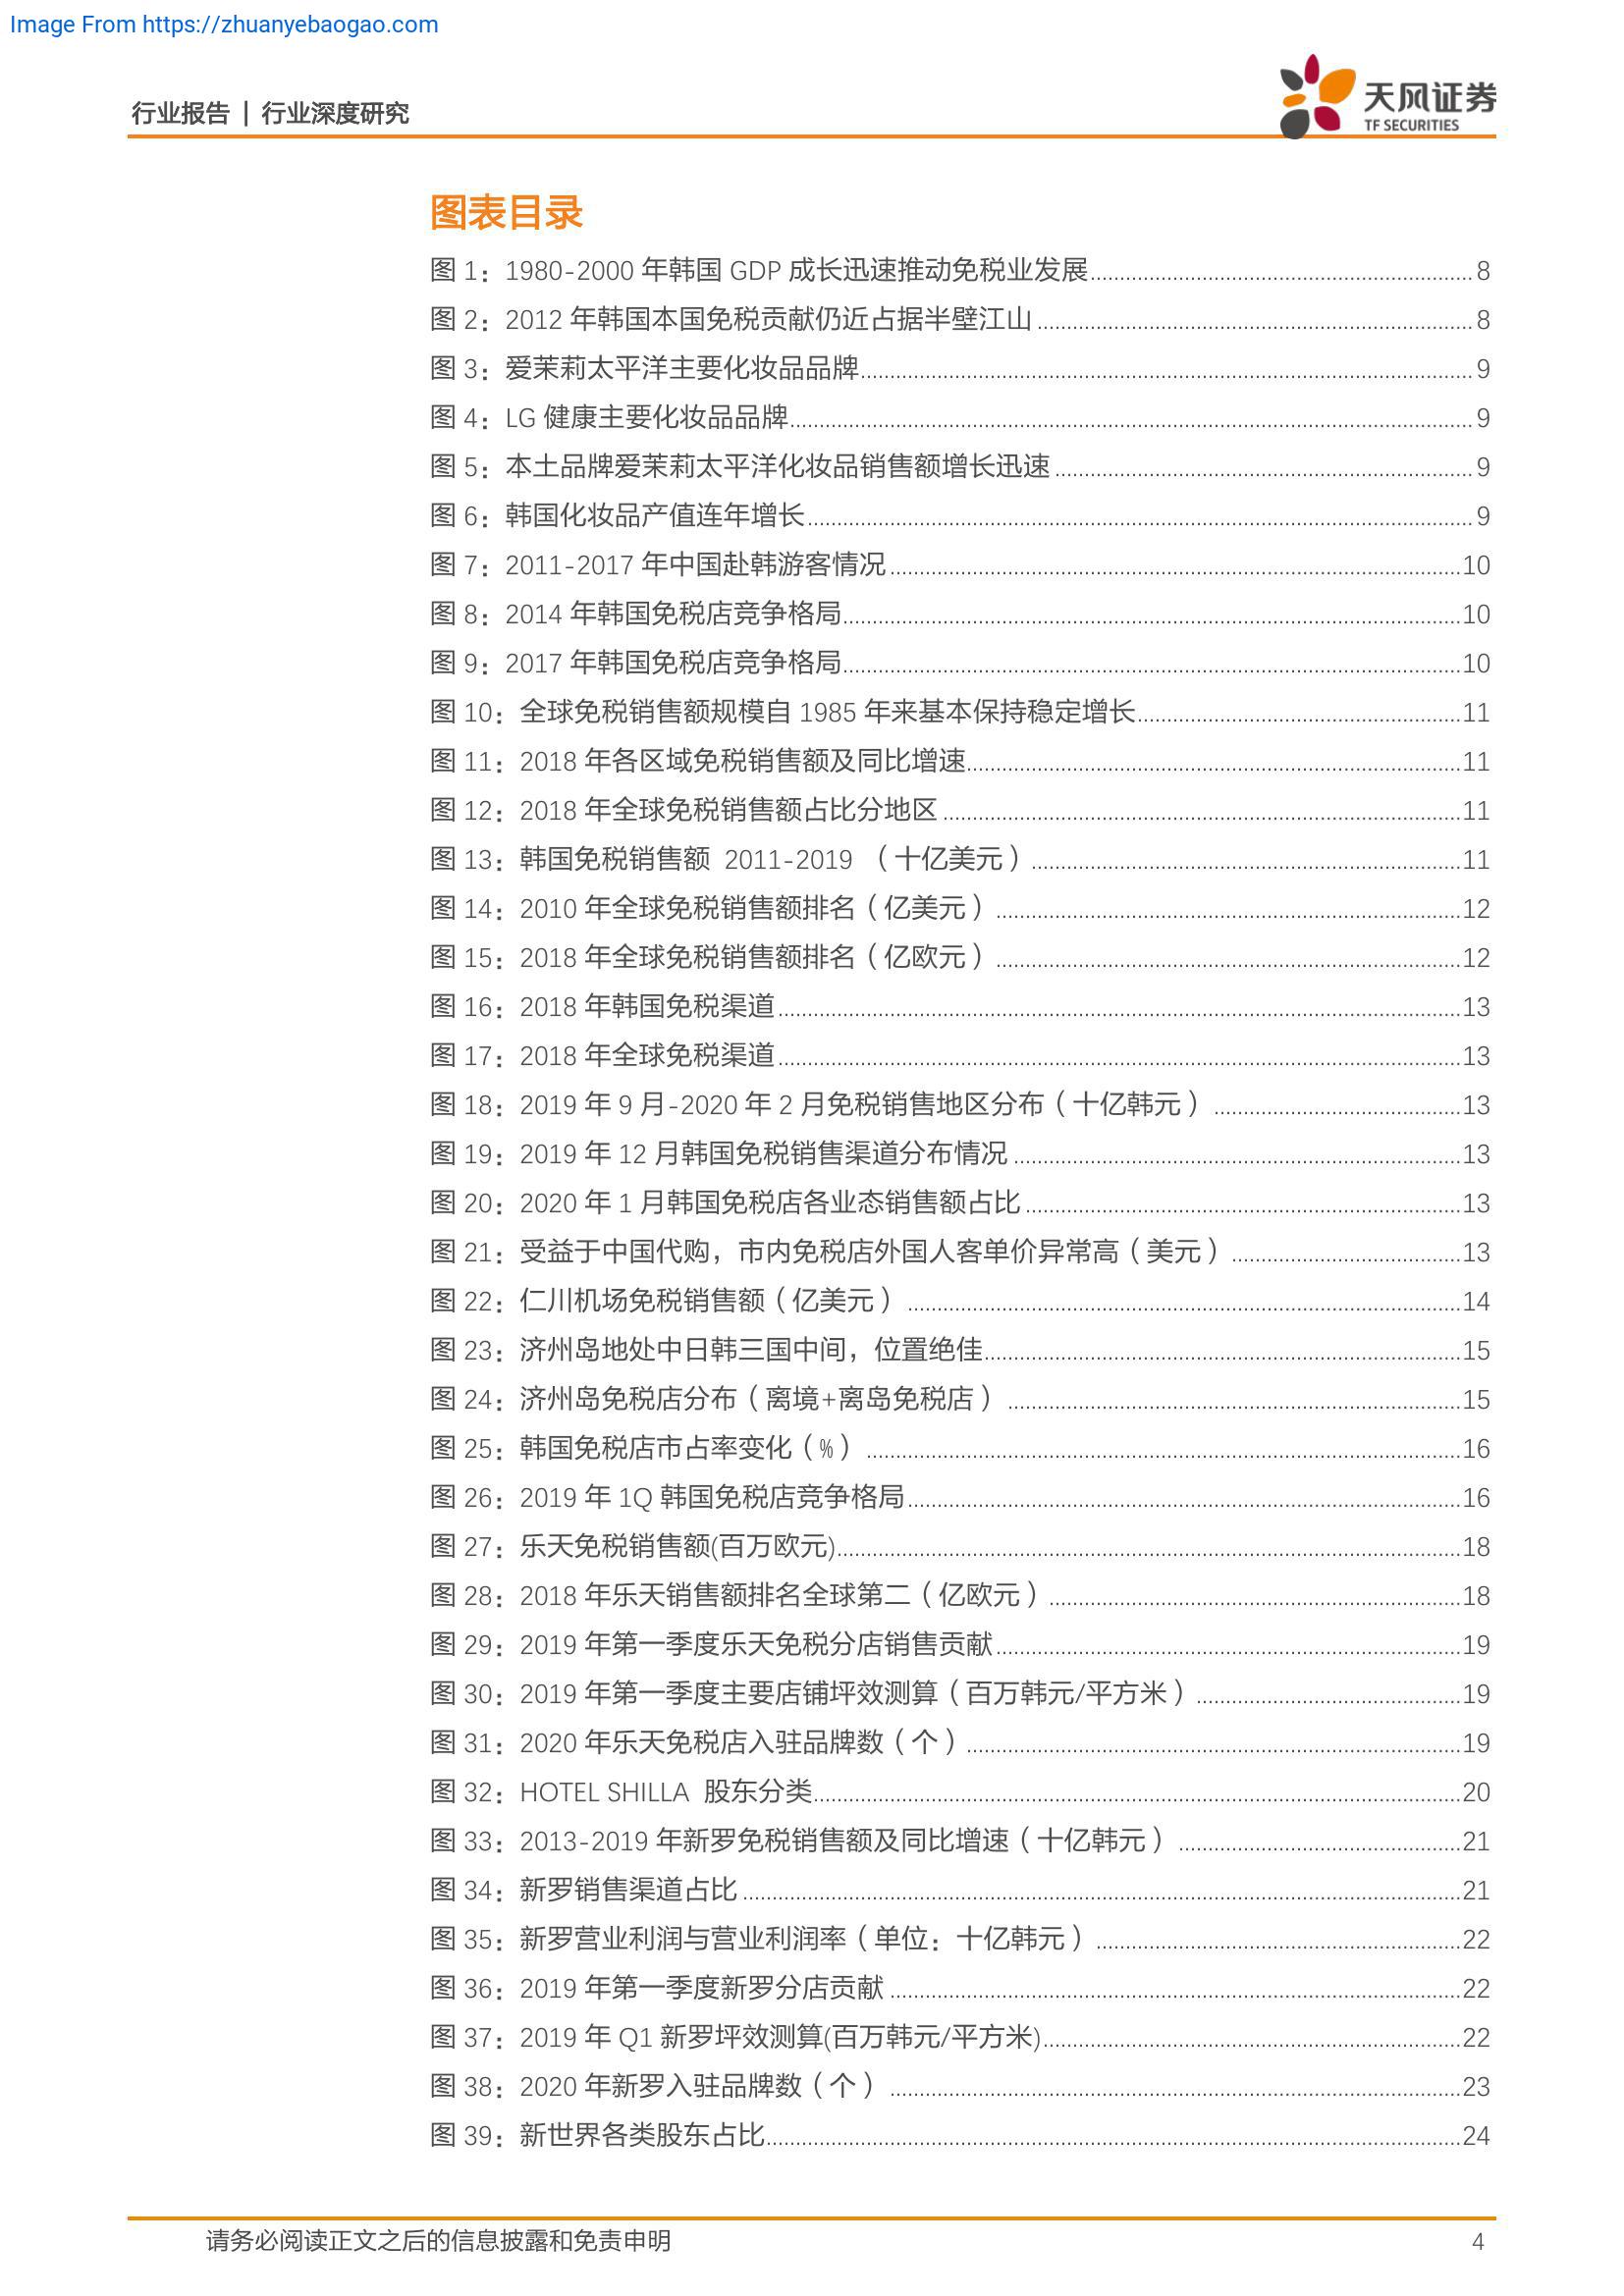 Image From https://zhuanyebaogao.com
行业报告 | 行业深度研究
天风证券
TF SECURITIES
图表目录
图 1：1980-2000 年韩国 GDP 成长迅速推动免税业发展 8
图 2：2012 年韩国本国免税贡献仍近占据半壁江山 8
图 3：爱茉莉太平洋主要化妆品品牌 9
图 4：LG 健康主要化妆品品牌 9
图 5：本土品牌爱茉莉太平洋化妆品销售额增长迅速 9
图 6：韩国化妆品产值连年增长 9
图 7：2011-2017 年中国赴韩游客情况 10
图 8：2014 年韩国免税店竞争格局 10
图 9：2017 年韩国免税店竞争格局 10
图 10：全球免税销售额规模自 1985 年来基本保持稳定增长 11
图 11：2018 年各区域免税销售额及同比增速 11
图 12：2018 年全球免税销售额占比分地区 11
图 13：韩国免税销售额 2011-2019 （十亿美元） 11
图 14：2010 年全球免税销售额排名（亿美元） 12
图 15：2018 年全球免税销售额排名（亿欧元） 12
图 16：2018 年韩国免税渠道 13
图 17：2018 年全球免税渠道 13
图 18：2019 年 9 月-2020 年 2 月免税销售地区分布（十亿韩元） 13
图 19：2019 年 12 月韩国免税销售渠道分布情况 13
图 20：2020 年 1 月韩国免税店各业态销售额占比 13
图 21：受益于中国代购，市内免税店外国人客单价异常高（美元） 13
图 22：仁川机场免税销售额（亿美元） 14
图 23：济州岛地处中日韩三国中间，位置绝佳 15
图 24：济州岛免税店分布（离境+离岛免税店） 15
图 25：韩国免税店市占率变化（%） 16
图 26：2019 年 1Q 韩国免税店竞争格局 16
图 27：乐天免税销售额(百万欧元) 18
图 28：2018 年乐天销售额排名全球第二（亿欧元） 18
图 29：2019 年第一季度乐天免税分店销售贡献 19
图 30：2019 年第一季度主要店铺坪效测算（百万韩元/平方米） 19
图 31：2020 年乐天免税店入驻品牌数（个） 19
图 32：HOTEL SHILLA 股东分类 20
图 33：2013-2019 年新罗免税销售额及同比增速（十亿韩元） 21
图 34：新罗销售渠道占比 21
图 35：新罗营业利润与营业利润率（单位：十亿韩元） 22
图 36：2019 年第一季度新罗分店贡献 22
图 37：2019 年 Q1 新罗坪效测算(百万韩元/平方米) 22
图 38：2020 年新罗入驻品牌数（个） 23
图 39：新世界各类股东占比 24
请务必阅读正文之后的信息披露和免责申明 4